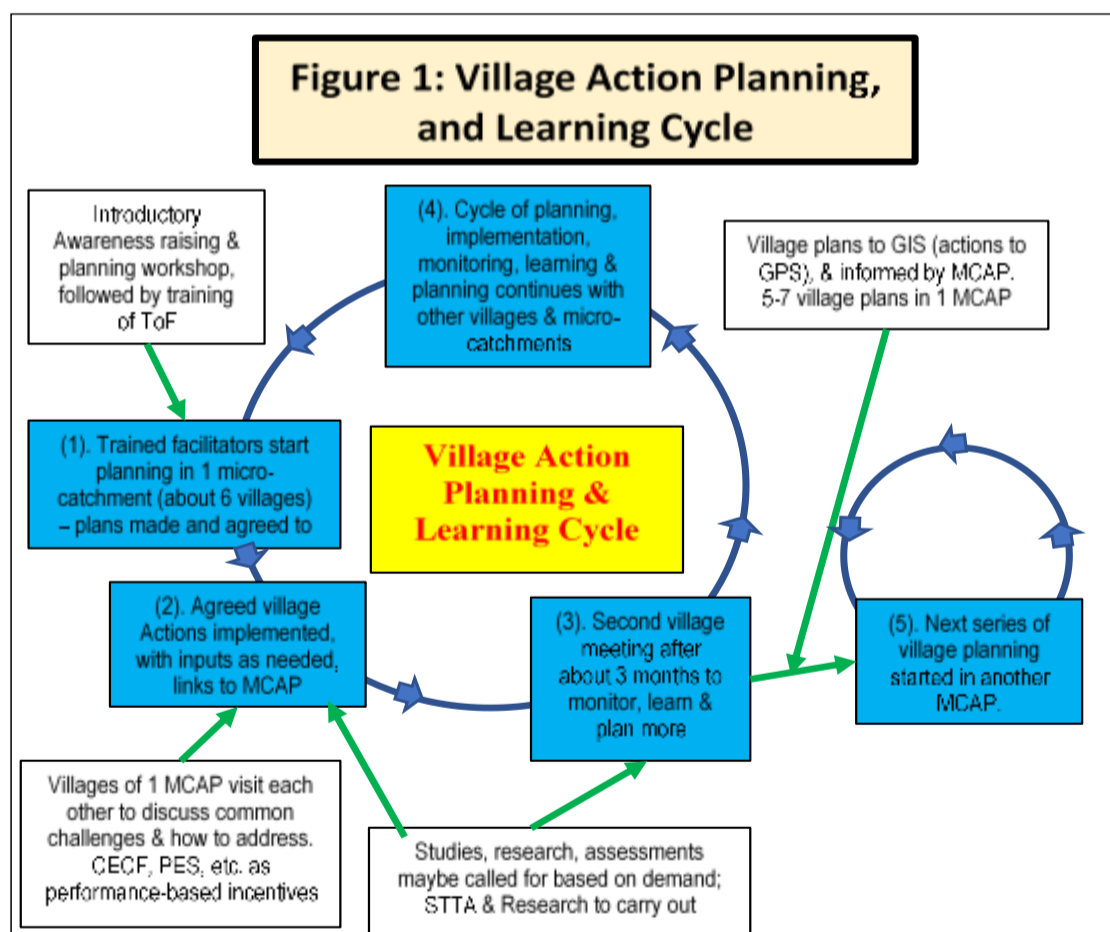 Figure 1: Village Action Planning,
and Learning Cycle
Introductory
Awareness raising &
planning workshop,
followed by training
of ToF
(4). Cycle of planning,
implementation,
monitoring, learning &
planning continues with
other villages & micro-
catchments
Village plans to GIS (actions to
GPS), & informed by MCAP.
5-7 village plans in 1 MCAP
(1). Trained facilitators start
planning in 1 micro-
catchment (about 6 villages)
– plans made and agreed to
Village Action
Planning &
Learning Cycle
(2). Agreed village
Actions implemented,
with inputs as needed,
links to MCAP
(3). Second village
meeting after
about 3 months to
monitor, learn &
plan more
(5). Next series of
village planning
started in another
MCAP.
Villages of 1 MCAP visit each
other to discuss common
challenges & how to address.
CECF, PES, etc. as
performance-based incentives
Studies, research, assessments
maybe called for based on demand;
STTA & Research to carry out